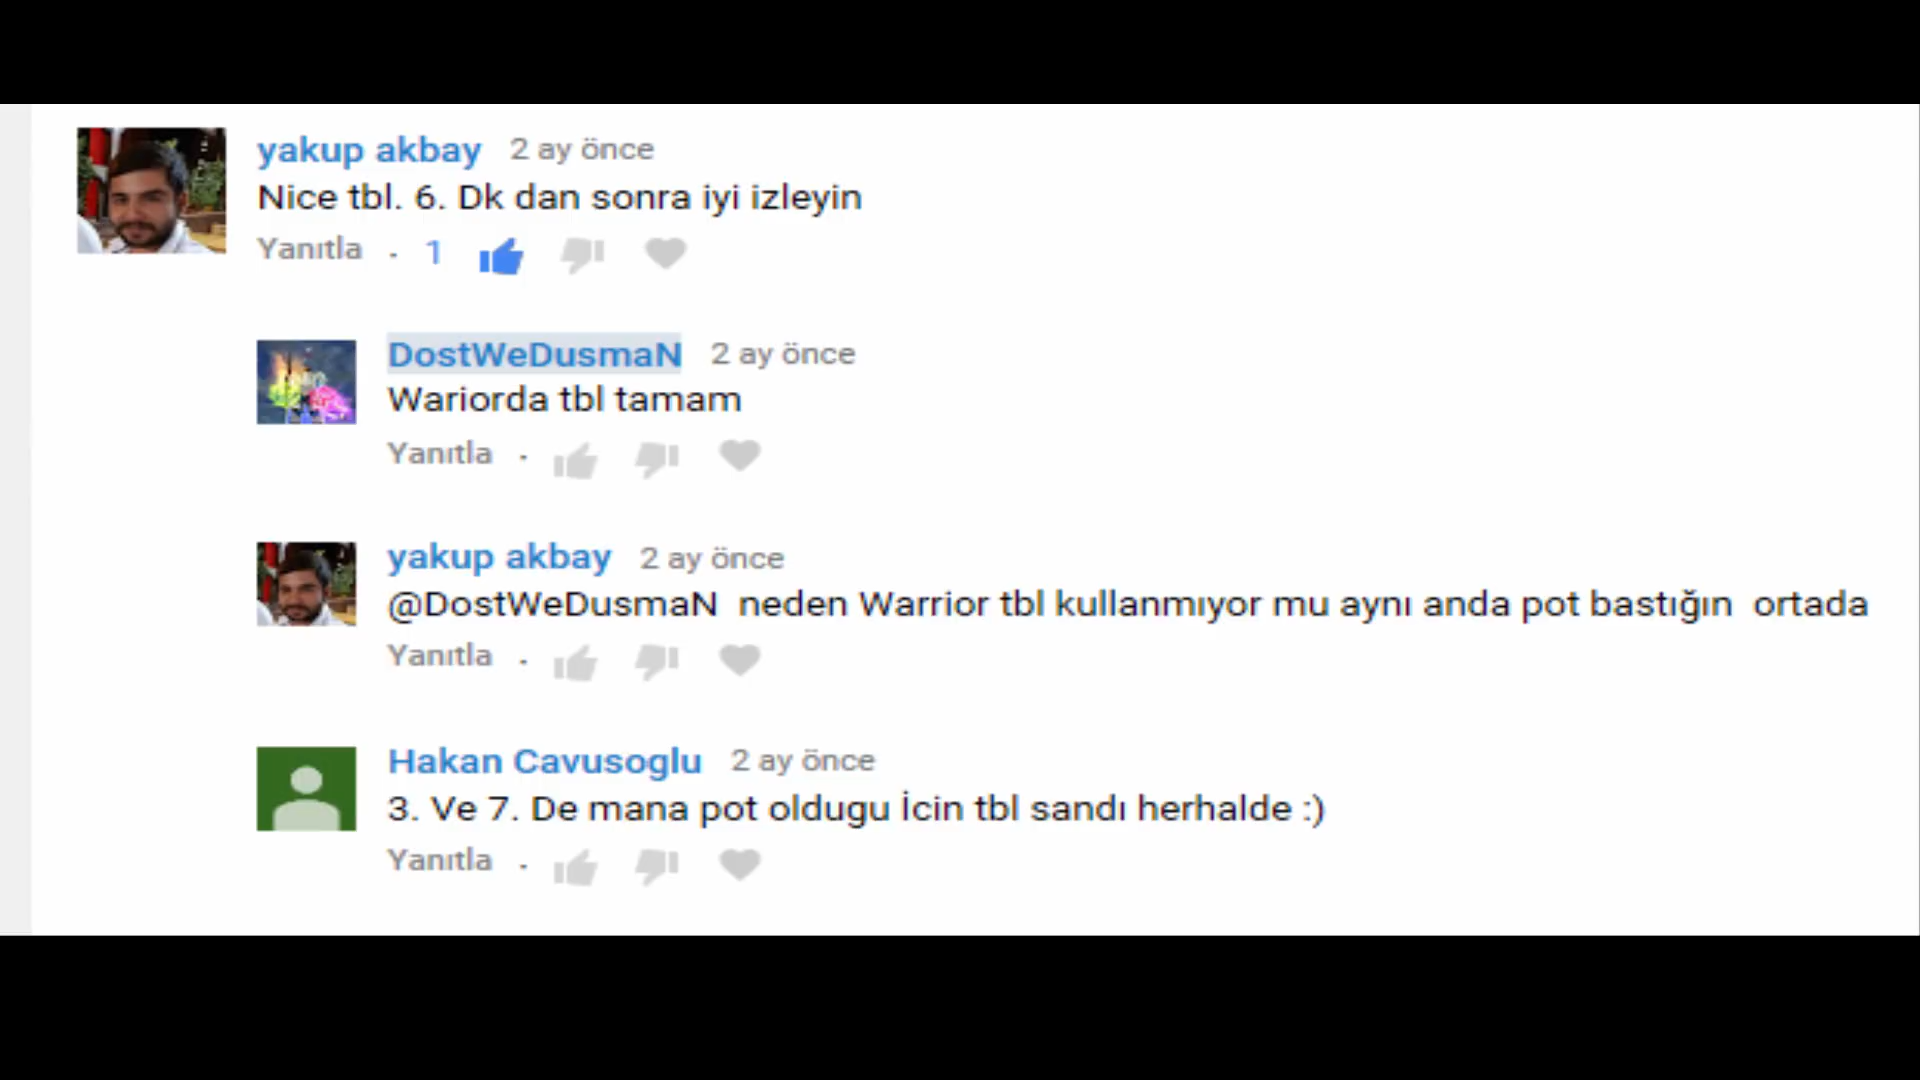 yakup akbay 2 ay önce
Nice tbl. 6. Dk dan sonra iyi izleyin
Yanıtla . 1
DostWeDusmaN 2 ay önce
Wariorda tbl tamam
Yanıtla .
yakup akbay 2 ay önce
@DostWeDusmaN neden Warrior tbl kullanmıyor mu aynı anda pot bastığın ortada
Yanıtla .
Hakan Cavusoglu 2 ay önce
3. Ve 7. De mana pot oldugu İcin tbl sandı herhalde :)
Yanıtla .